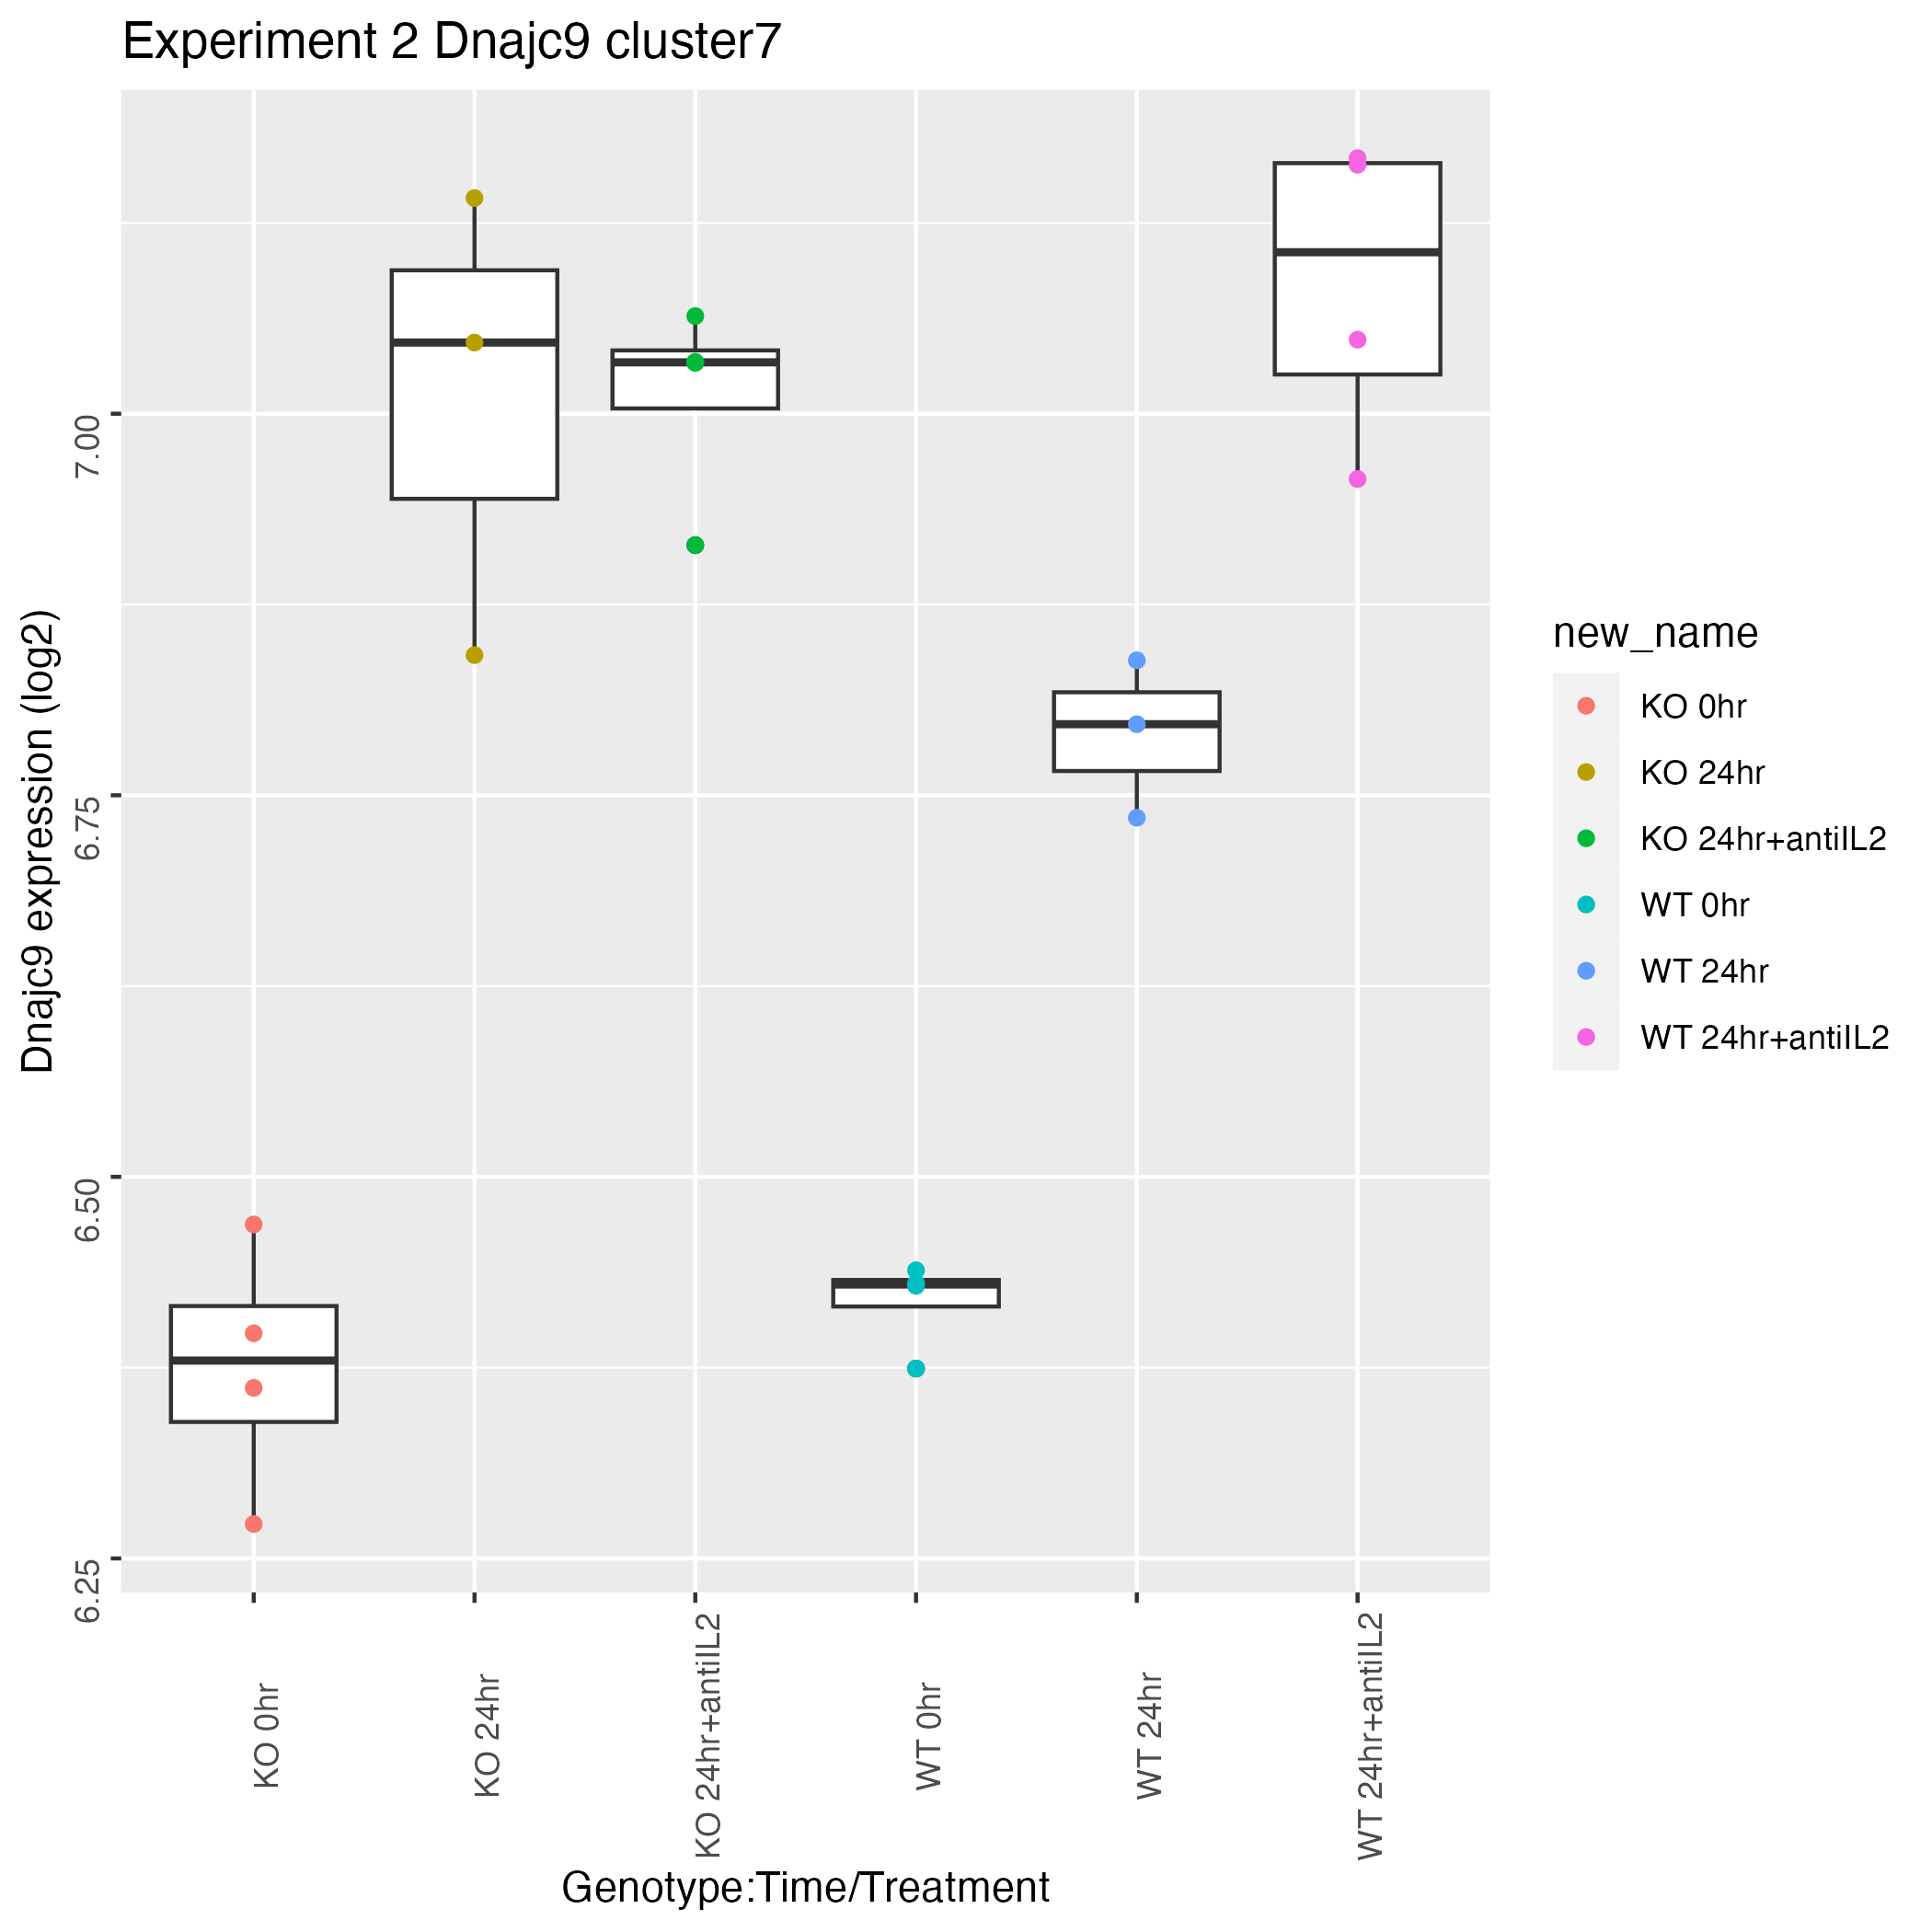 Experiment 2 Dnajc9 cluster7
Dnajc9 expression (log2)
7.00
6.75
6.50
6.25
KO 0hr
KO 24hr
KO 24hr+antiIL2
WT 0hr
WT 24hr
WT 24hr+antiIL2
Genotype:Time/Treatment
new_name
KO 0hr
KO 24hr
KO 24hr+antiIL2
WT 0hr
WT 24hr
WT 24hr+antiIL2